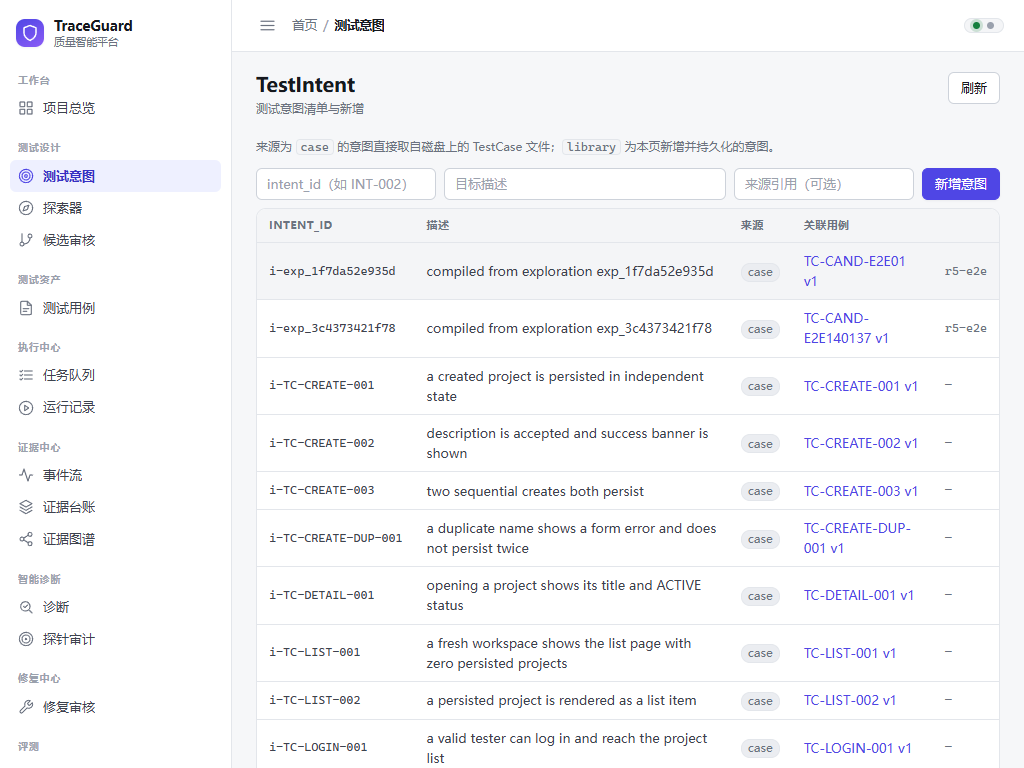 TraceGuard
质量智能平台
工作台
项目总览
测试设计
测试意图
探索器
候选审核
测试资产
测试用例
执行中心
任务队列
运行记录
证据中心
事件流
证据台账
证据图谱
智能诊断
诊断
探针审计
修复中心
修复审核
评测
首页 / 测试意图
TestIntent
测试意图清单与新增
刷新
来源为 case 的意图直接取自磁盘上的 TestCase 文件； library 为本页新增并持久化的意图。
intent_id（如 INT-002） 目标描述 来源引用（可选） 新增意图
INTENT_ID 描述 来源 关联用例
i-exp_1f7da52e935d compiled from exploration exp_1f7da52e935d case TC-CAND-E2E01 v1 r5-e2e
i-exp_3c4373421f78 compiled from exploration exp_3c4373421f78 case TC-CAND-E2E140137 v1 r5-e2e
i-TC-CREATE-001 a created project is persisted in independent state case TC-CREATE-001 v1 —
i-TC-CREATE-002 description is accepted and success banner is shown case TC-CREATE-002 v1 —
i-TC-CREATE-003 two sequential creates both persist case TC-CREATE-003 v1 —
i-TC-CREATE-DUP-001 a duplicate name shows a form error and does not persist twice case TC-CREATE-DUP-001 v1 —
i-TC-DETAIL-001 opening a project shows its title and ACTIVE status case TC-DETAIL-001 v1 —
i-TC-LIST-001 a fresh workspace shows the list page with zero persisted projects case TC-LIST-001 v1 —
i-TC-LIST-002 a persisted project is rendered as a list item case TC-LIST-002 v1 —
i-TC-LOGIN-001 a valid tester can log in and reach the project list case TC-LOGIN-001 v1 —